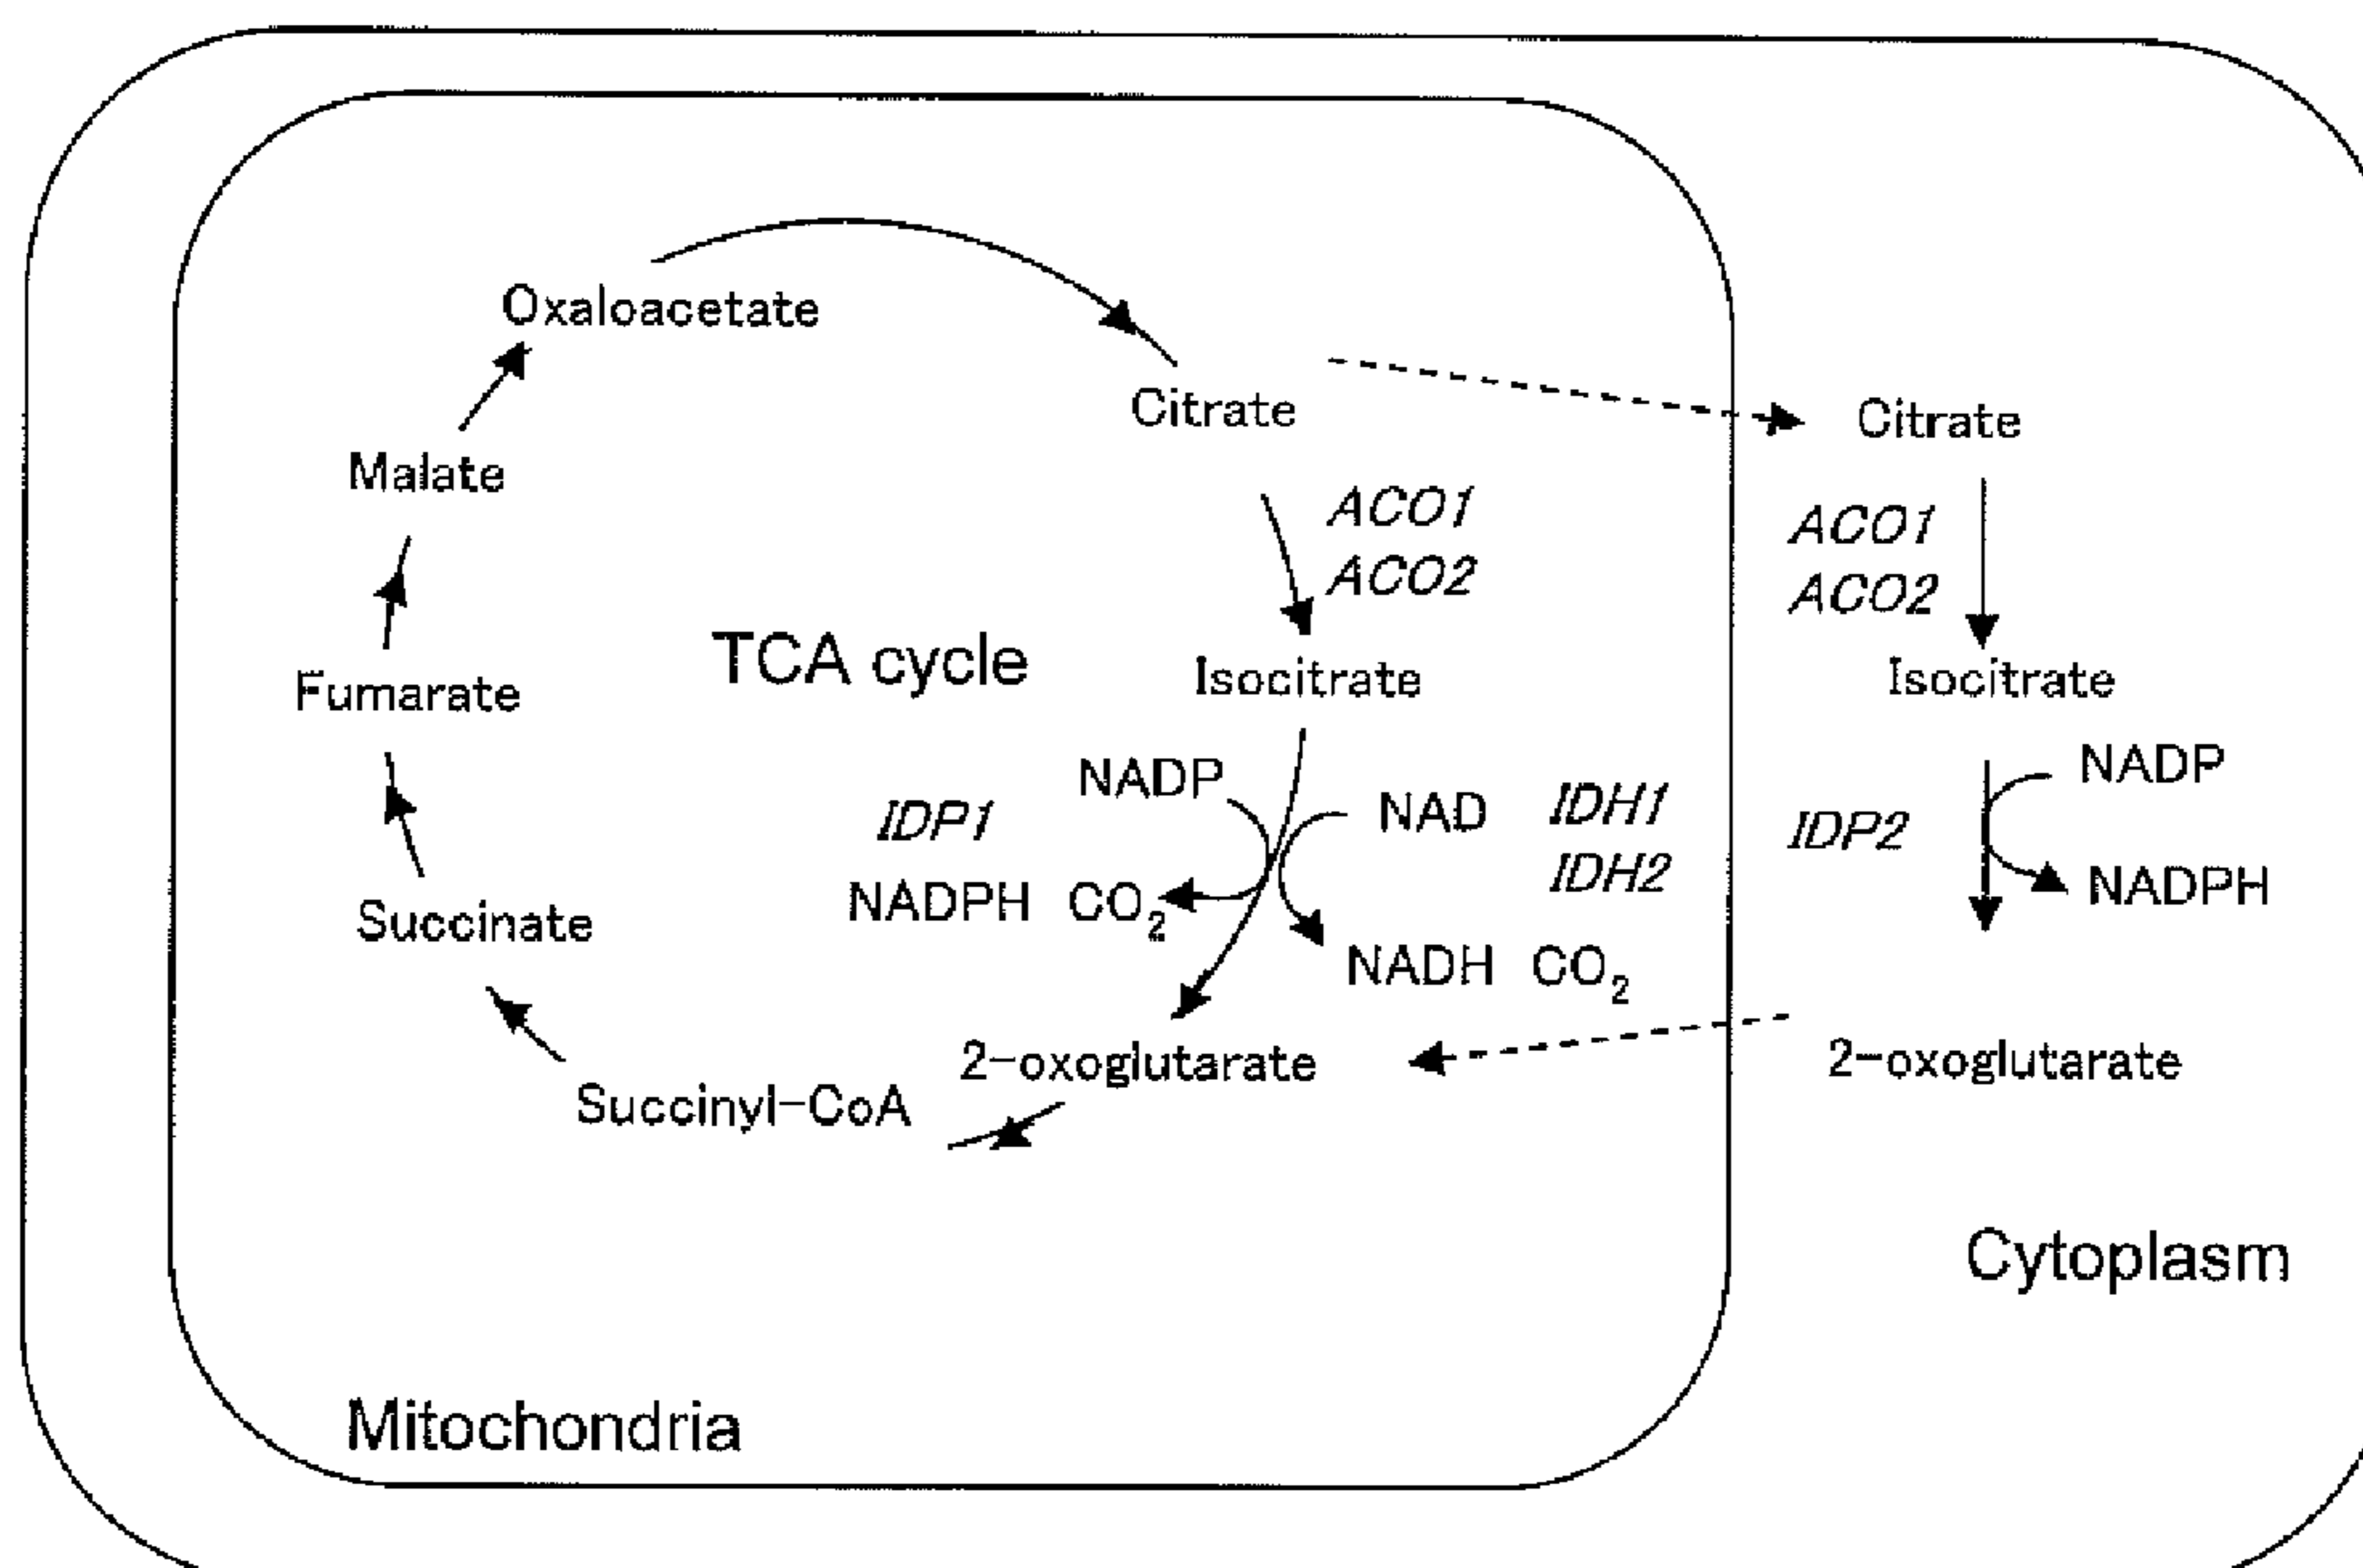 Oxaloacetate
Citrate
Citrate
Malate
ACO1
ACO2
ACO1
ACO2
TCA cycle
Isocitrate
Isocitrate
Fumarate
NADP
NADP
IDP1
NAD
IDH1
IDH2
IDP2
NADPH CO₂
NADPH
Succinate
NADH CO₂
2-oxoglutarate
2-oxoglutarate
Succinyl-CoA
Cytoplasm
Mitochondria